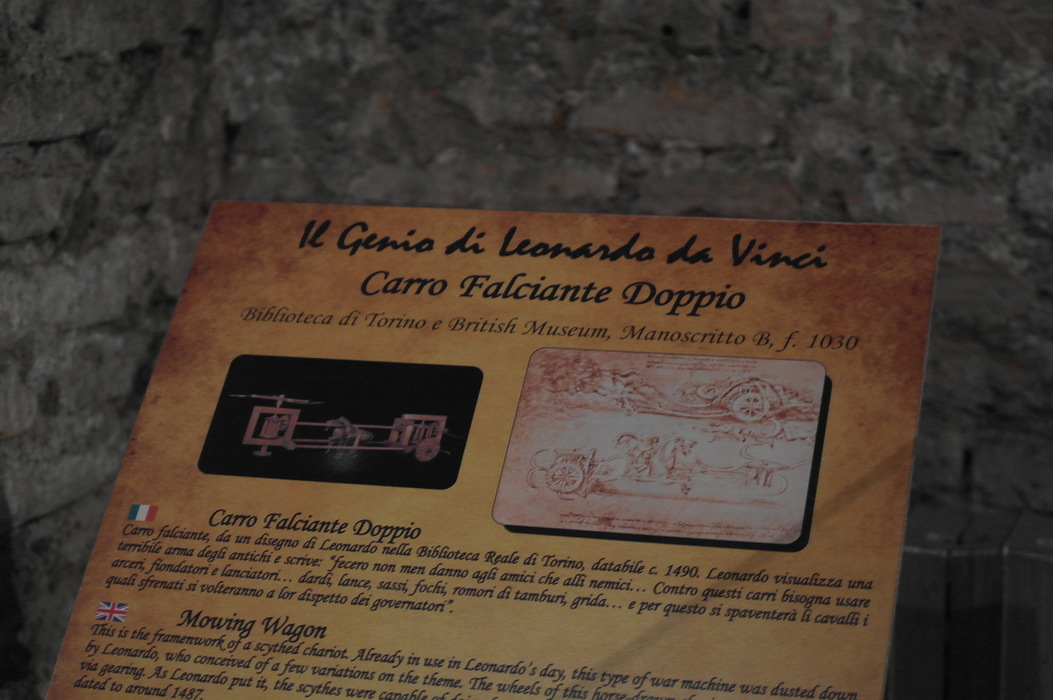 Il Genio di Leonardo da Vinci
Carro Falciante Doppio
Biblioteca di Torino e British Museum, Manoscritto B, f. 1030
Carro Falciante Doppio
Carro falciante, da un disegno di Leonardo nella Biblioteca Reale di Torino, databile c. 1490. Leonardo visualizza una
terribile arma degli antichi e scrive: "fecero non men danno agli amici che alli nemici... Contro questi carri bisogna usare
arceri, fiondatori e lanciatori... dardi, lance, sassi, fochi, romori di tamburi, grida... e per questo si spaventerà li cavalli i
quali sfrenati si volteranno a lor dispetto dei governatori".
Mowing Wagon
This is the framenwork of a scythed chariot. Already in use in Leonardo's day, this type of war machine was dusted down
by Leonardo, who conceived of a few variations on the theme. The wheels of this horse-drawn
via gearing. As Leonardo put it, the scythes were capable of
dated to around 1487.